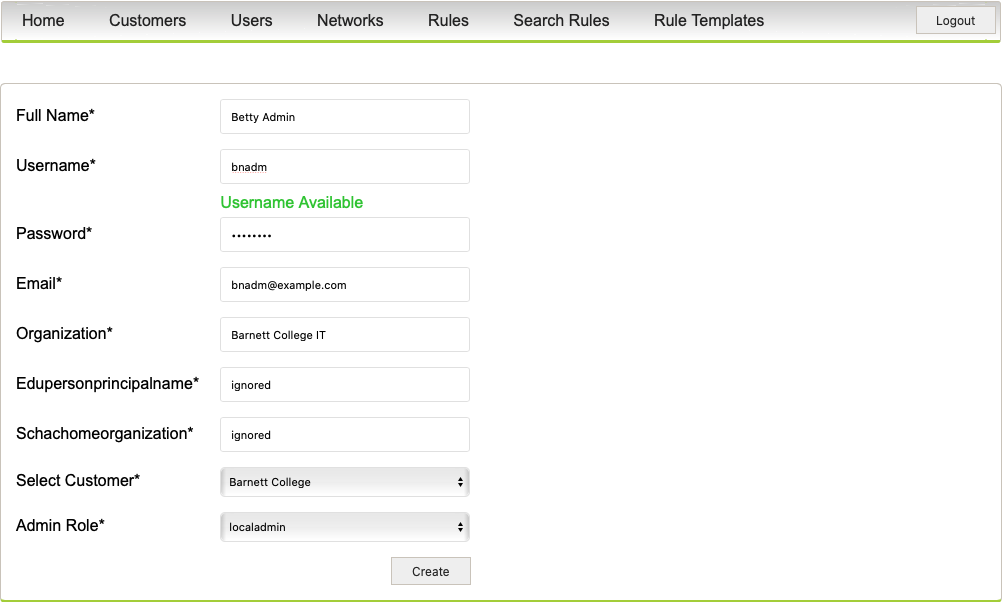 Home Customers Users Networks Rules Search Rules Rule Templates Logout
Full Name* Betty Admin
Username* bnadm
Username Available
Password* ••••••••
Email* bnadm@example.com
Organization* Barnett College IT
Edupersonprincipalname* ignored
Schachomeorganization* ignored
Select Customer* Barnett College
Admin Role* localadmin
Create